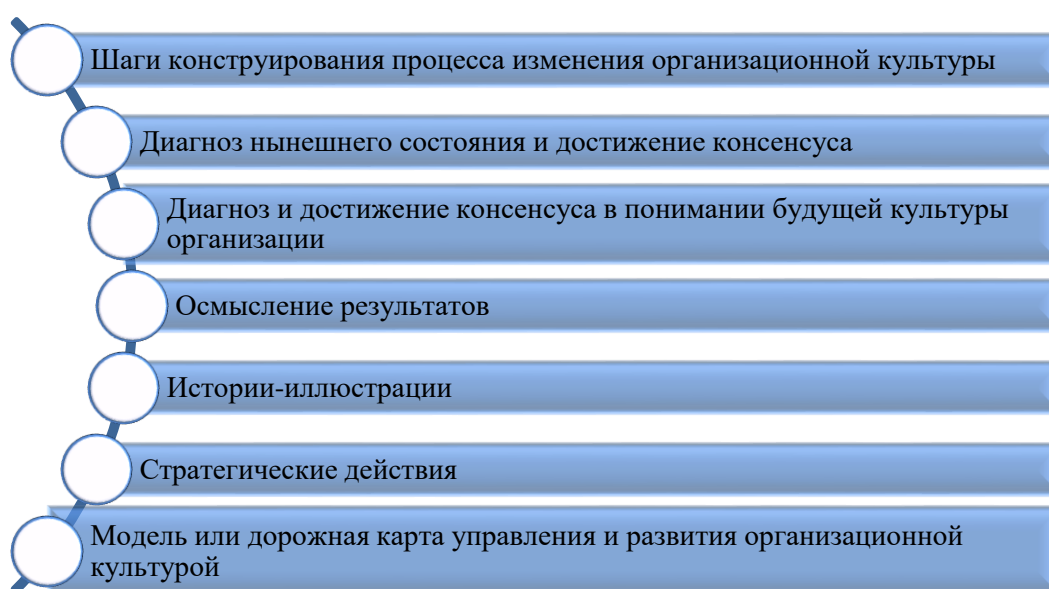 Шаги конструирования процесса изменения организационной культуры
Диагноз нынешнего состояния и достижение консенсуса
Диагноз и достижение консенсуса в понимании будущей культуры
организации
Осмысление результатов
Истории-иллюстрации
Стратегические действия
Модель или дорожная карта управления и развития организационной
культурой